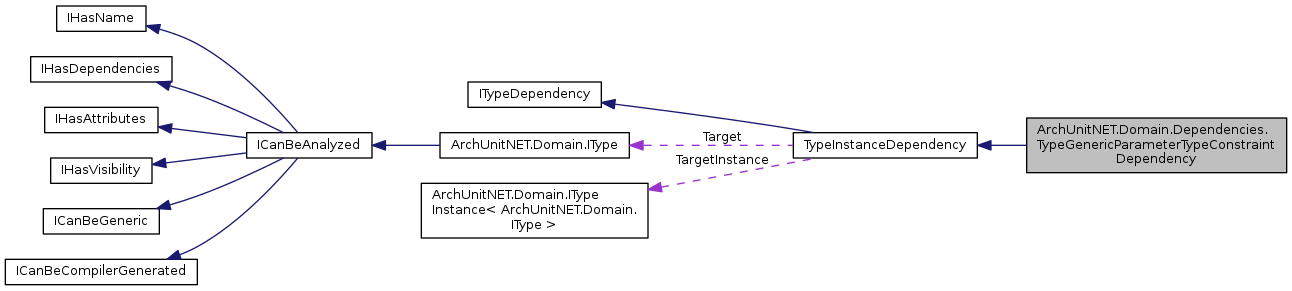 IHasName
IHasDependencies
IHasAttributes
IHasVisibility
ICanBeGeneric
ICanBeCompilerGenerated
ICanBeAnalyzed
ITypeDependency
ArchUnitNET.Domain.IType
ArchUnitNET.Domain.IType
Instance< ArchUnitNET.Domain.
IType >
Target
TargetInstance
TypeInstanceDependency
ArchUnitNET.Domain.Dependencies.
TypeGenericParameterTypeConstraint
Dependency